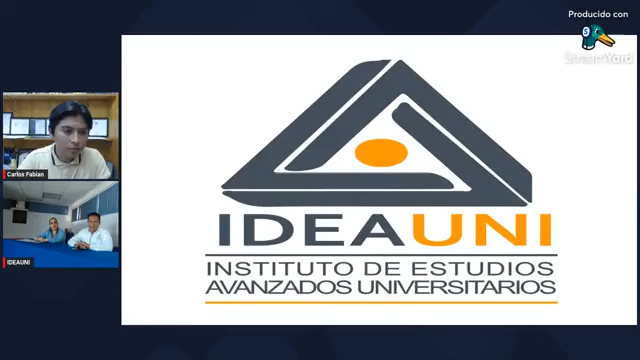 Producido con
S
StreamYard
Carlos Fabian
IDEAUNI
IDEAUNI
INSTITUTO DE ESTUDIOS
AVANZADOS UNIVERSITARIOS